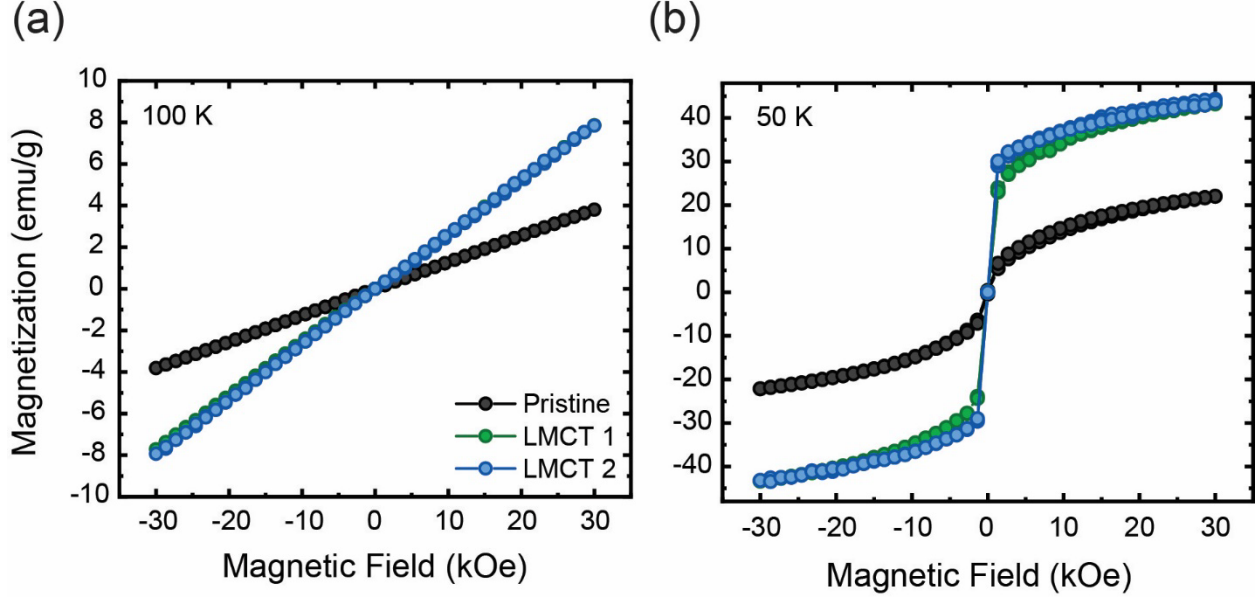 (a)
100 K
Magnetization (emu/g)
10
8
6
4
2
0
-2
-4
-6
-8
-10
Pristine
LMCT 1
LMCT 2
-30 -20 -10 0 10 20 30
Magnetic Field (kOe)
(b)
50 K
40
30
20
10
0
-10
-20
-30
-40
-30 -20 -10 0 10 20 30
Magnetic Field (kOe)